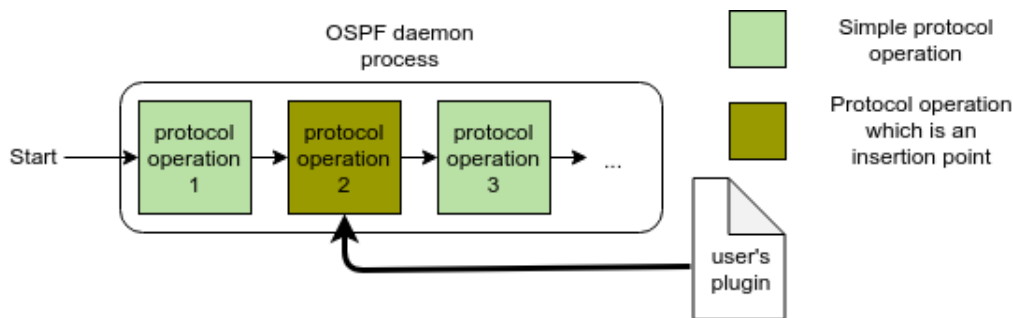 OSPF daemon
process
Start
protocol
operation
1
protocol
operation
2
protocol
operation
3
...
Simple protocol
operation
Protocol operation
which is an
insertion point
user's
plugin